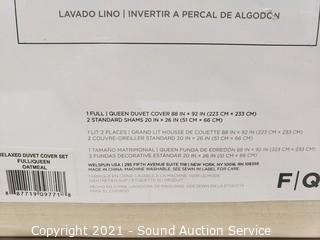 LAVADO LINO | INVERTIR A PERCAL DE ALGODÓN
1 FULL | QUEEN DUVET COVER 88 IN × 92 IN (223 CM × 233 CM)
2 STANDARD SHAMS 20 IN × 26 IN (51 CM × 66 CM)
1 LIT 2 PLACES | GRAND LIT HOUSSE DE COUETTE 88 IN × 92 IN (223 CM × 233 CM)
2 COUVRE-OREILLER STANDARD 20 IN × 26 IN (51 CM × 66 CM)
1 TAMAÑO MATRIMONIAL | QUEEN FUNDA DE EDREDÓN 88 IN × 92 IN (223 CM × 233 CM)
2 FUNDAS DECORATIVE ESTÁNDAR 20 IN × 26 IN (51 CM × 66 CM)
RELAXED DUVET COVER SET
FULL/QUEEN
OATMEAL
WELSPUN USA | 295 FIFTH AVENUE SUITE 1118 | NEW YORK, NY 10016. RN 108258
MADE IN CHINA. MACHINE WASHABLE. SEE SEWN IN LABEL FOR CARE.
F|Q
Copyright 2021 - Sound Auction Service